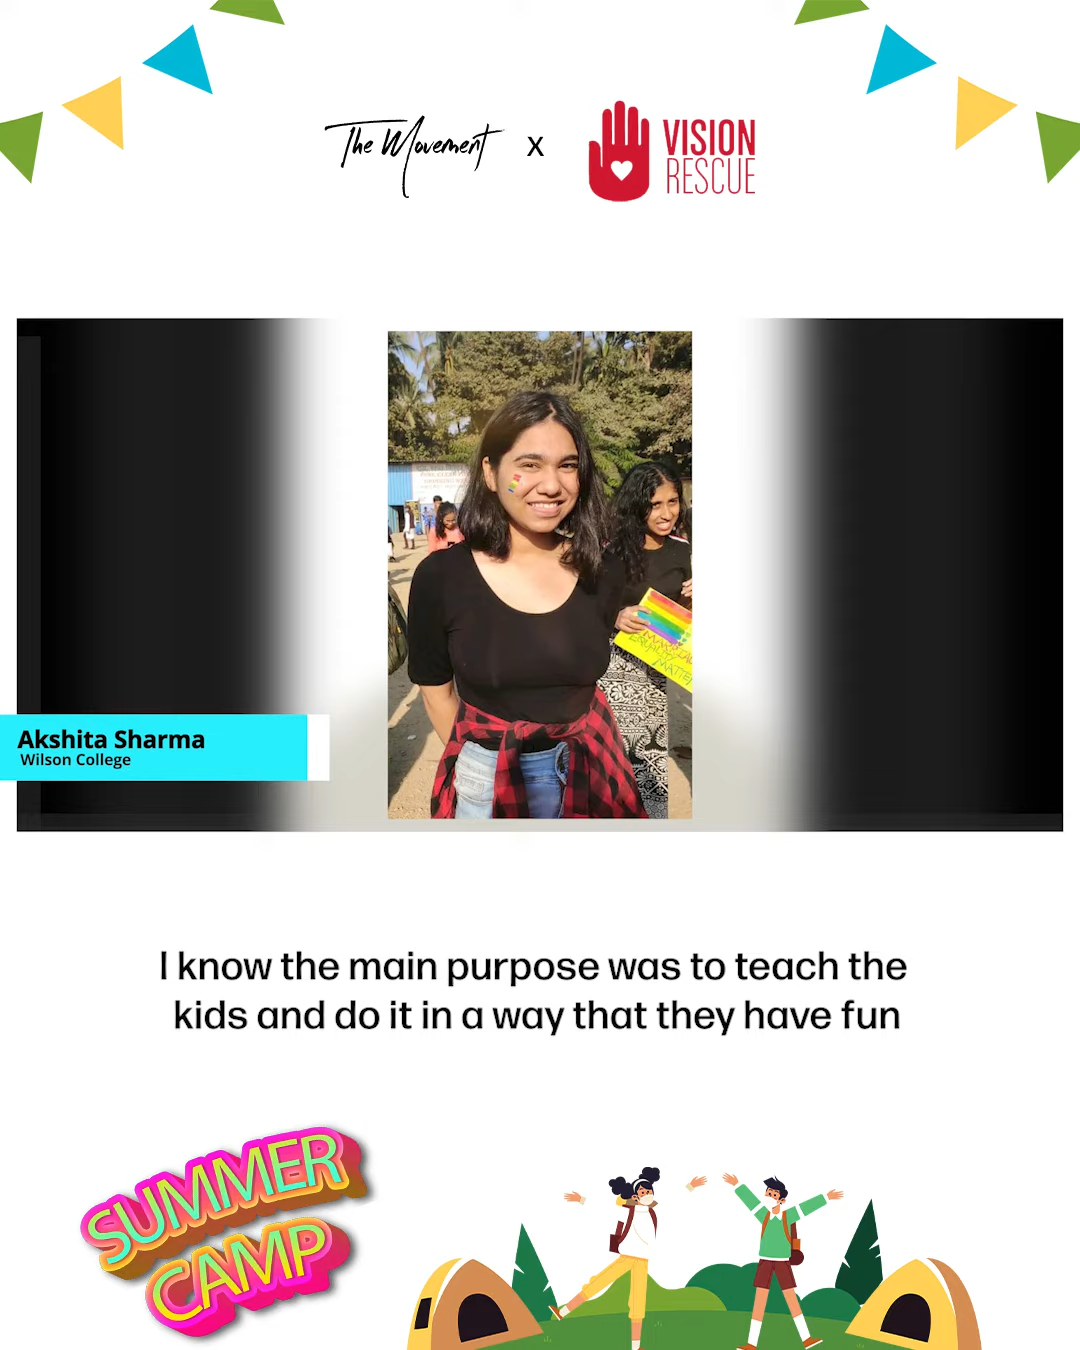 The Movement x VISION
RESCUE
Akshita Sharma
Wilson College
I know the main purpose was to teach the
kids and do it in a way that they have fun
SUMMER
CAMP